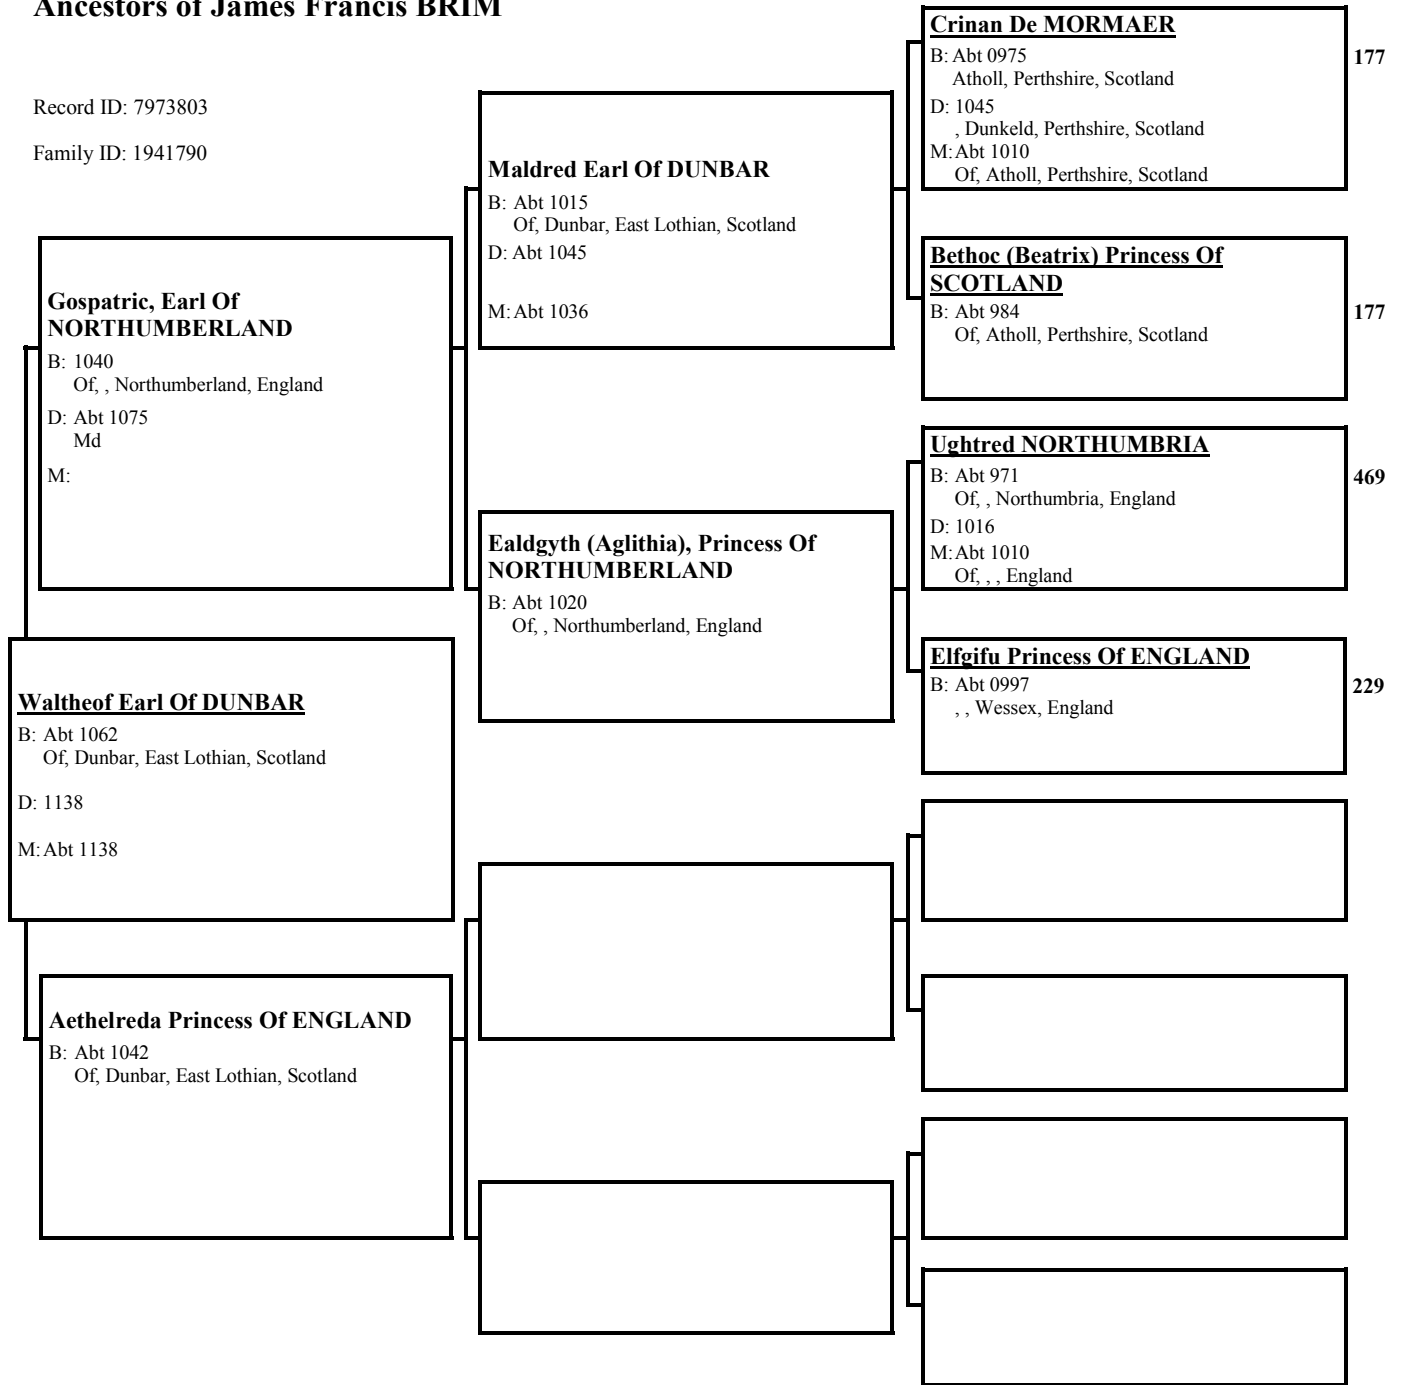 Ancestors of James Francis BRIM
Record ID: 7973803
Family ID: 1941790
Crinan De MORMAER
B: Abt 0975
Atholl, Perthshire, Scotland
D: 1045
, Dunkeld, Perthshire, Scotland
M: Abt 1010
Of, Atholl, Perthshire, Scotland
177
Maldred Earl Of DUNBAR
B: Abt 1015
Of, Dunbar, East Lothian, Scotland
D: Abt 1045
M: Abt 1036
Bethoc (Beatrix) Princess Of
SCOTLAND
B: Abt 984
Of, Atholl, Perthshire, Scotland
177
Gospatric, Earl Of
NORTHUMBERLAND
B: 1040
Of, , Northumberland, England
D: Abt 1075
Md
M:
Ughtred NORTHUMBRIA
B: Abt 971
Of, , Northumbria, England
D: 1016
M: Abt 1010
Of, , , England
469
Ealdgyth (Aglithia), Princess Of
NORTHUMBERLAND
B: Abt 1020
Of, , Northumberland, England
Elfgifu Princess Of ENGLAND
B: Abt 0997
, , Wessex, England
229
Waltheof Earl Of DUNBAR
B: Abt 1062
Of, Dunbar, East Lothian, Scotland
D: 1138
M: Abt 1138
Aethelreda Princess Of ENGLAND
B: Abt 1042
Of, Dunbar, East Lothian, Scotland